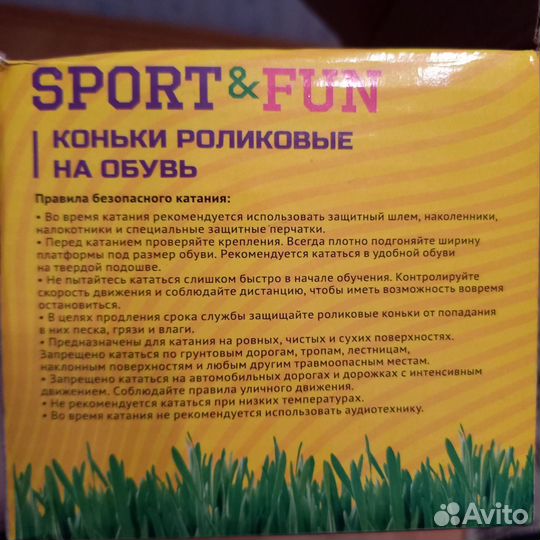 SPORT&FUN
КОНЬКИ РОЛИКОВЫЕ
НА ОБУВЬ
Правила безопасного катания:
• Во время катания рекомендуется использовать защитный шлем, наколенники,
налокотники и специальные защитные перчатки.
• Перед катанием проверяйте крепления. Всегда плотно подгоняйте ширину
платформы под размер обуви. Рекомендуется кататься в удобной обуви
на твердой подошве.
• Не пытайтесь кататься слишком быстро в начале обучения. Контролируйте
скорость движения и соблюдайте дистанцию, чтобы иметь возможность вовремя
остановиться.
• В целях продления срока службы защищайте роликовые коньки от попадания
в них песка, грязи и влаги.
• Предназначены для катания на ровных, чистых и сухих поверхностях.
Запрещено кататься по грунтовым дорогам, тропам, лестницам,
наклонным поверхностям и любым другим травмоопасным местам.
• Запрещено кататься на автомобильных дорогах и дорожках с интенсивным
движением. Соблюдайте правила уличного движения.
• Не рекомендуется кататься при низких температурах.
• Во время катания не рекомендуется использовать аудиотехнику.
Avito